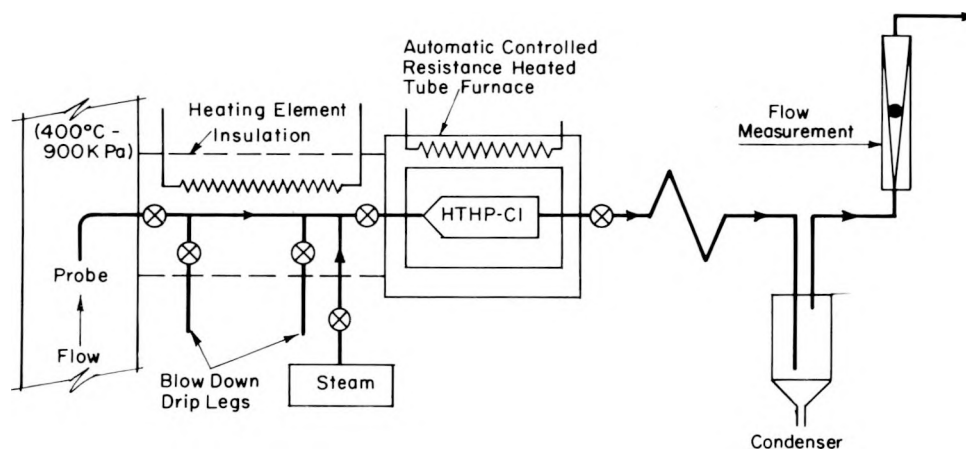 Automatic Controlled
Resistance Heated
Tube Furnace
Heating Element
Insulation
(400°C -
900K Pa)
Flow
Measurement
HTHP-CI
Probe
Flow
Blow Down
Drip Legs
Steam
Condenser